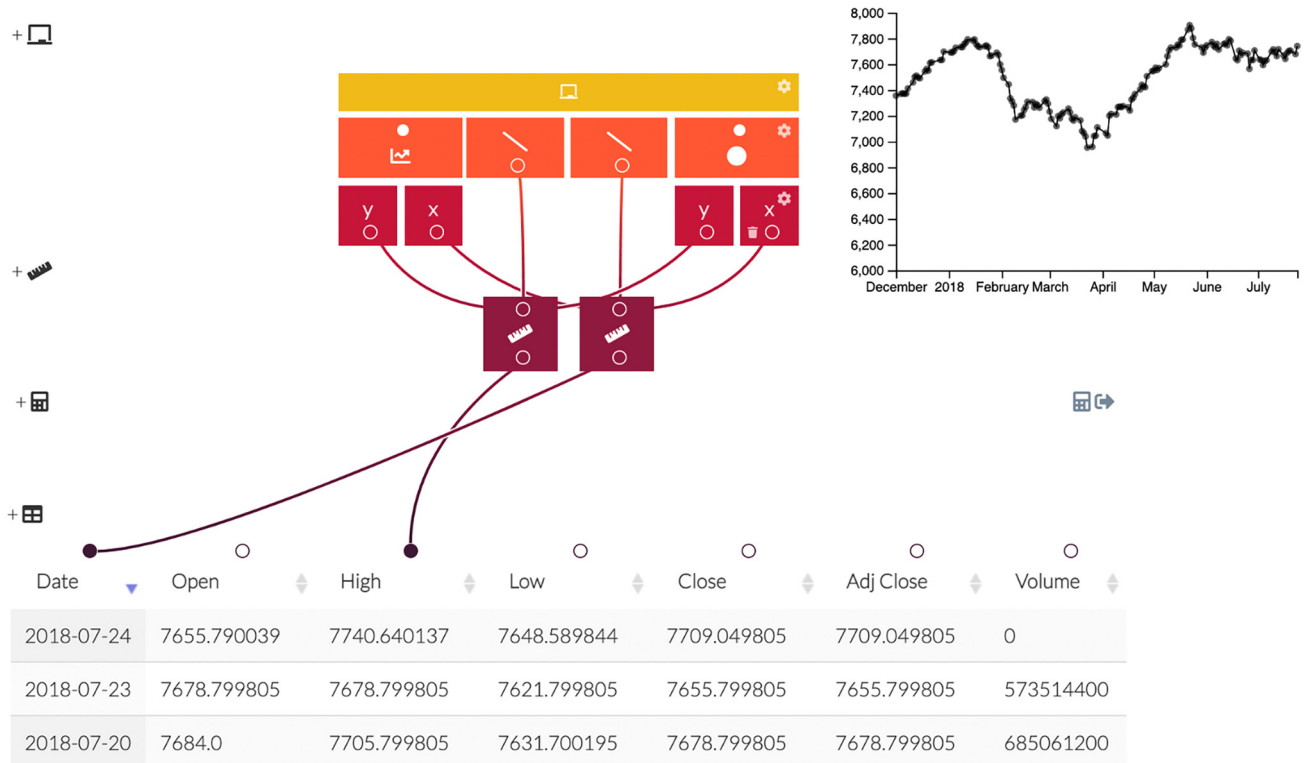 8,000
7,800
7,600
7,400
7,200
7,000
6,800
6,600
6,400
6,200
6,000
December 2018 February March April May June July
y x y x
+
+
+
+
Date Open High Low Close Adj Close Volume
2018-07-24 7655.790039 7740.640137 7648.589844 7709.049805 7709.049805 0
2018-07-23 7678.799805 7678.799805 7621.799805 7655.799805 7655.799805 573514400
2018-07-20 7684.0 7705.799805 7631.700195 7678.799805 7678.799805 685061200